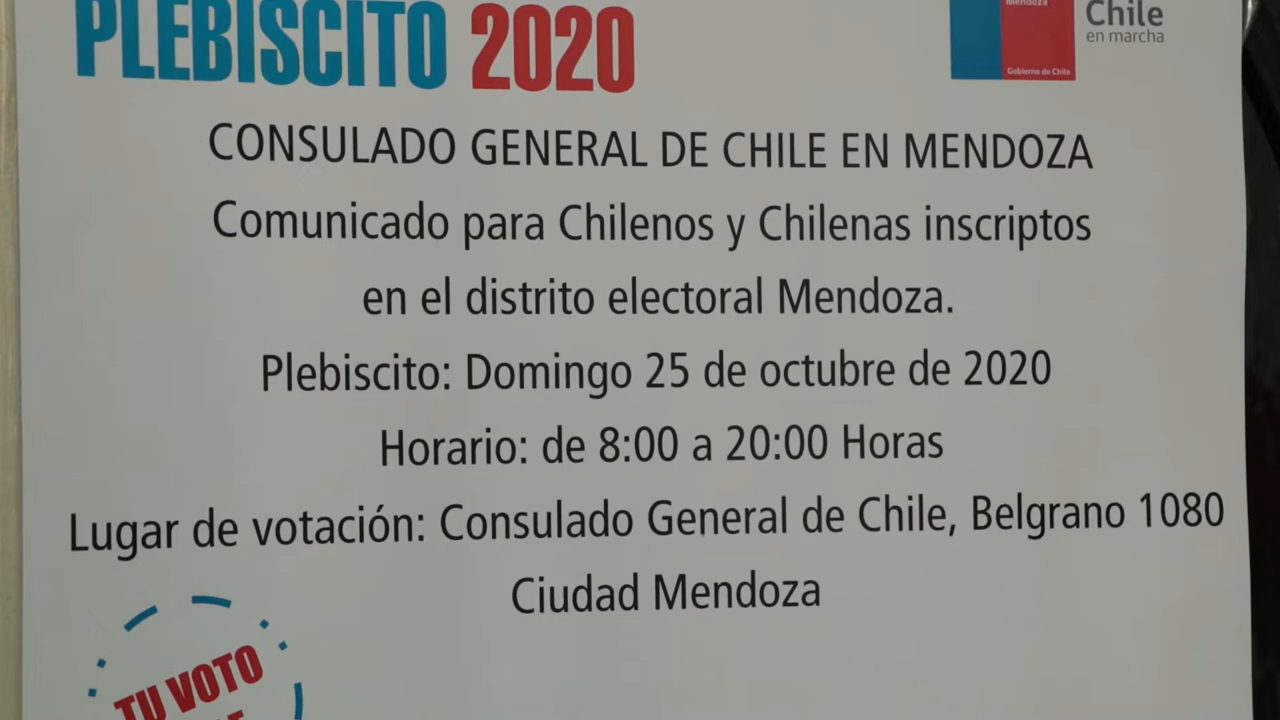 PLEBISCITO 2020
Mendoza
Gobierno de Chile
Chile
en marcha
CONSULADO GENERAL DE CHILE EN MENDOZA
Comunicado para Chilenos y Chilenas inscriptos
en el distrito electoral Mendoza.
Plebiscito: Domingo 25 de octubre de 2020
Horario: de 8:00 a 20:00 Horas
Lugar de votación: Consulado General de Chile, Belgrano 1080
Ciudad Mendoza
TU VOTO